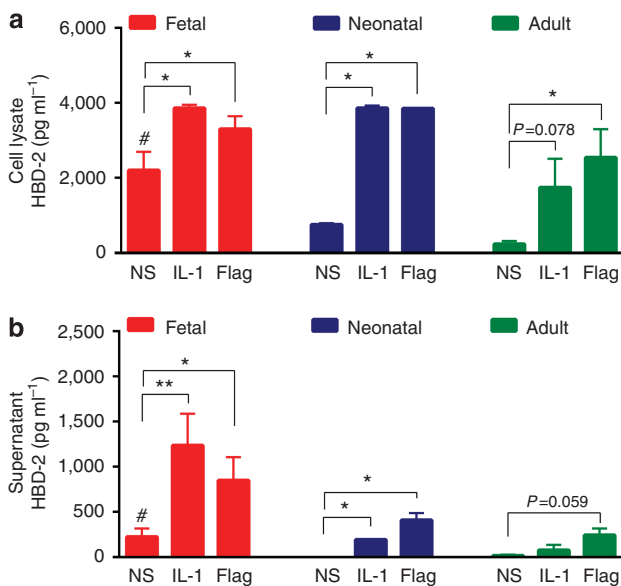 a
Fetal Neonatal Adult
Cell lysate
HBD-2 (pg ml⁻¹)
6,000
4,000
2,000
0
* * * * * P=0.078 #
NS IL-1 Flag NS IL-1 Flag NS IL-1 Flag
b
Fetal Neonatal Adult
Supernatant
HBD-2 (pg ml⁻¹)
2,500
2,000
1,500
1,000
500
0
* ** # * * P=0.059
NS IL-1 Flag NS IL-1 Flag NS IL-1 Flag